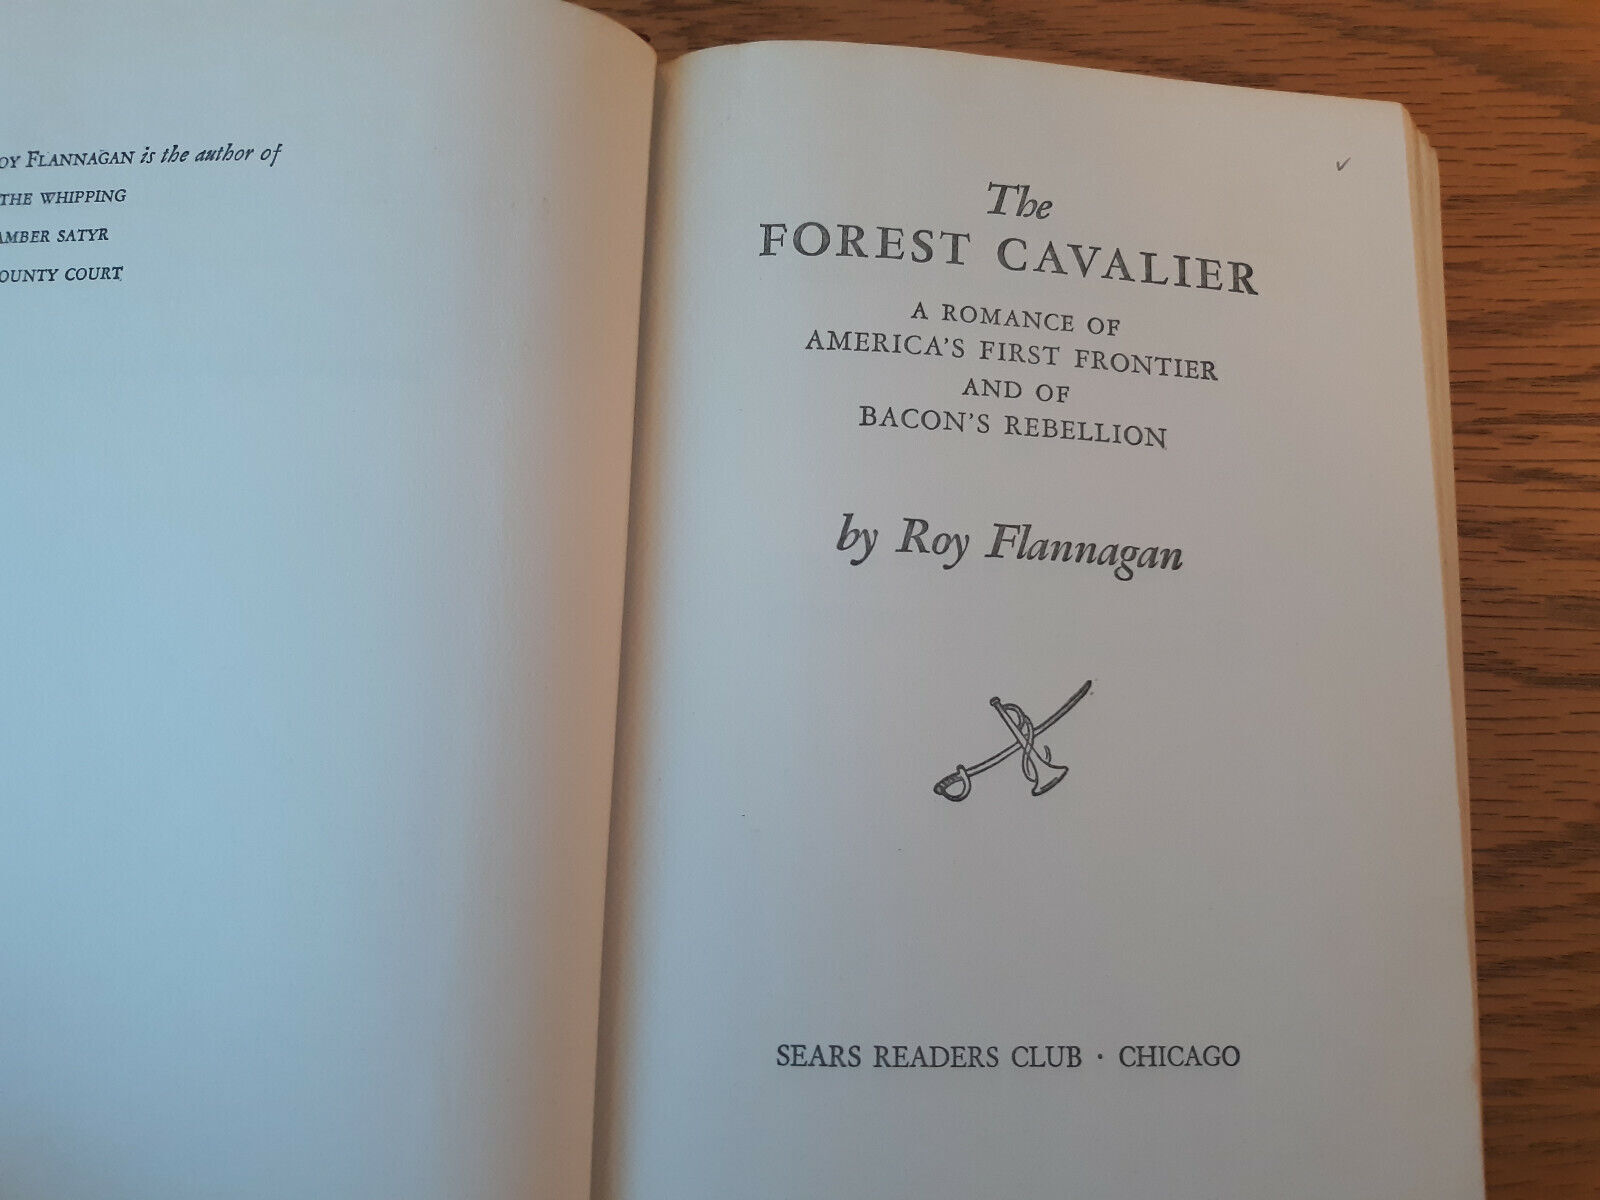 OY FLANNAGAN is the author of
THE WHIPPING
AMBER SATYR
OUNTY COURT
The
FOREST CAVALIER
A ROMANCE OF
AMERICA'S FIRST FRONTIER
AND OF
BACON'S REBELLION
by Roy Flannagan
SEARS READERS CLUB · CHICAGO